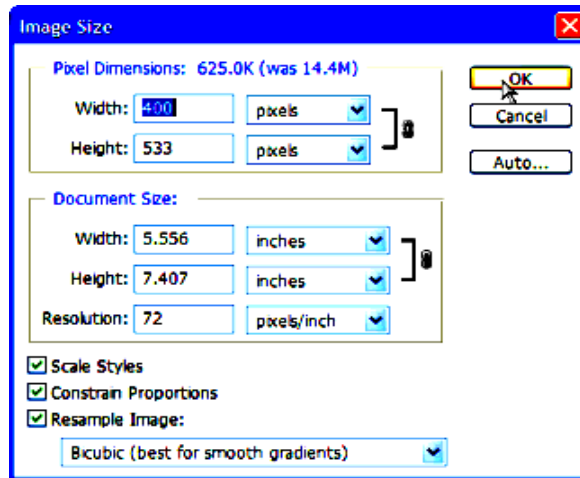 Image Size
Pixel Dimensions: 625.0K (was 14.4M)
Width: 400 pixels
Height: 533 pixels
OK
Cancel
Auto...
Document Size:
Width: 5.556 inches
Height: 7.407 inches
Resolution: 72 pixels/inch
Scale Styles
Constrain Proportions
Resample Image:
Bicubic (best for smooth gradients)